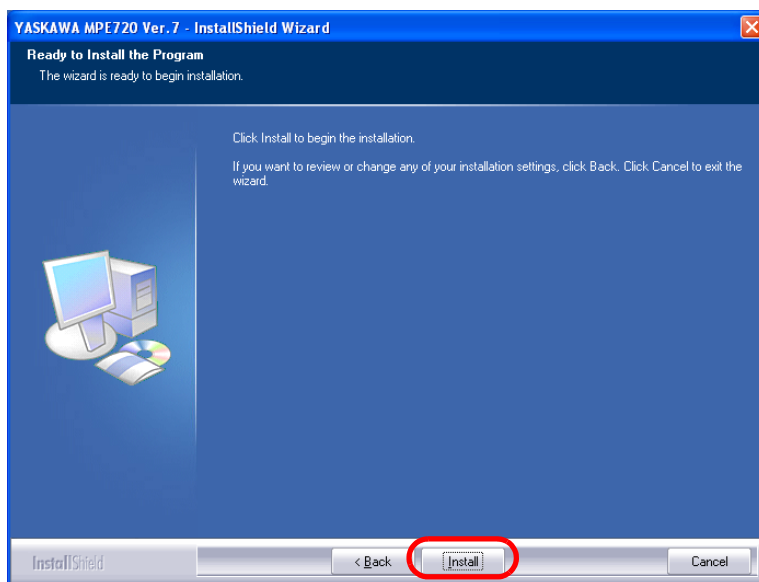 YASKAWA MPE720 Ver.7 - InstallShield Wizard
Ready to Install the Program
The wizard is ready to begin installation.
Click Install to begin the installation.
If you want to review or change any of your installation settings, click Back. Click Cancel to exit the
wizard.
InstallShield
< Back
Install
Cancel